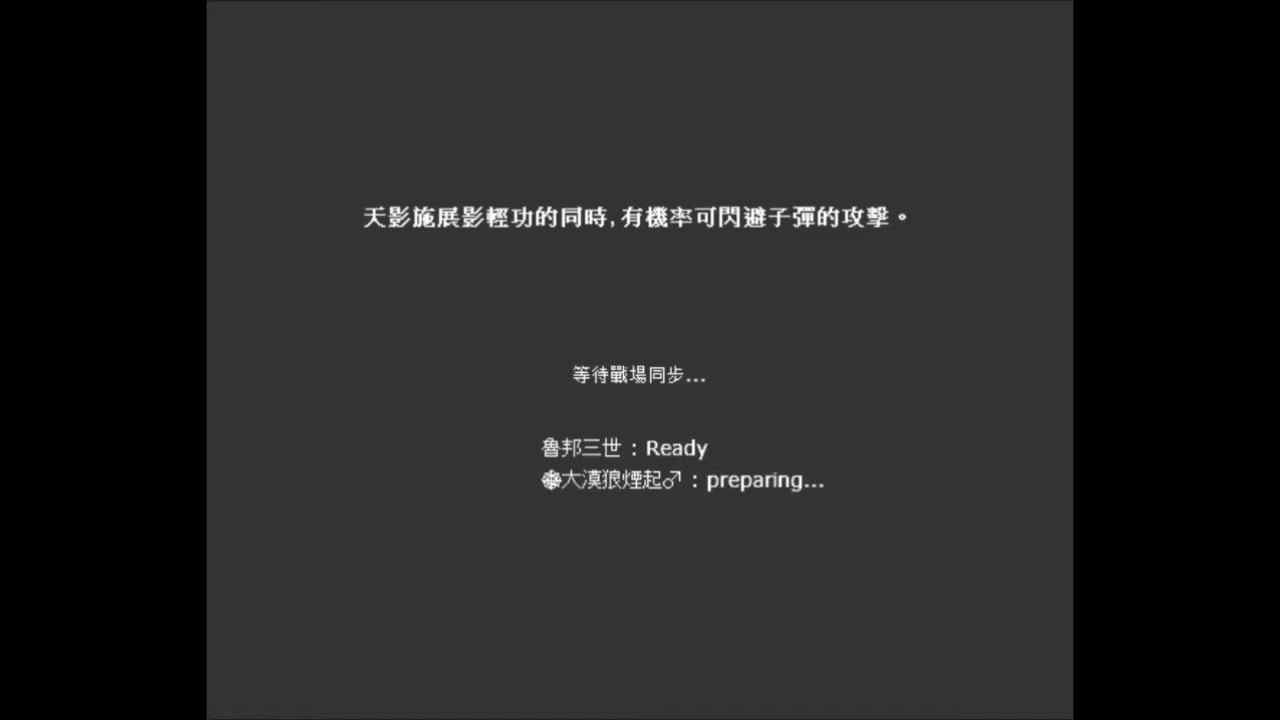 天影施展影輕功的同時,有機率可閃避子彈的攻擊。
等待戰場同步...
魯邦三世：Ready
֍大漠狼煙起♂：preparing...